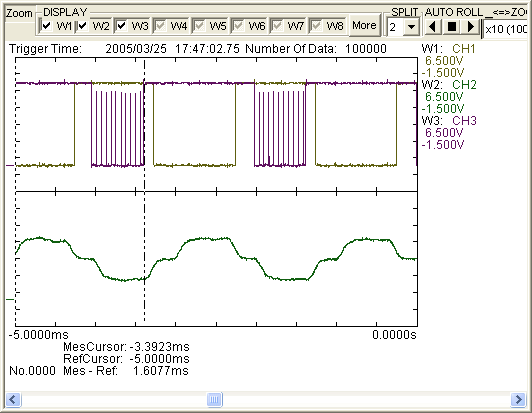 Zoom DISPLAY W1 W2 W3 W4 W5 W6 W7 W8 More SPLIT 2 AUTO ROLL <=>ZO
x10 (100
Trigger Time: 2005/03/25 17:47:02.75 Number Of Data: 100000
W1: CH1
6.500V
-1.500V
W2: CH2
6.500V
-1.500V
W3: CH3
6.500V
-1.500V
-5.0000ms 0.0000s
MesCursor: -3.3923ms
RefCursor: -5.0000ms
No.0000 Mes - Ref: 1.6077ms